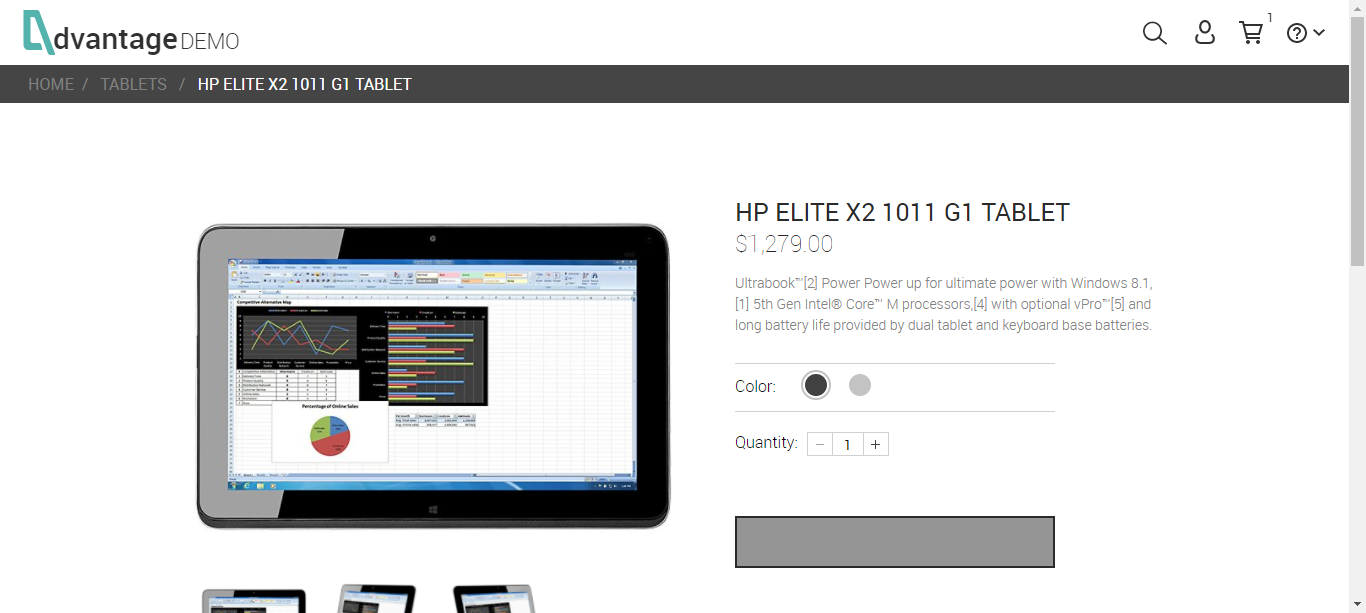 dvantage DEMO
1
HOME / TABLETS / HP ELITE X2 1011 G1 TABLET
HP ELITE X2 1011 G1 TABLET
$1,279.00
Ultrabook™[2] Power Power up for ultimate power with Windows 8.1,
[1] 5th Gen Intel® Core™ M processors,[4] with optional vPro™[5] and
long battery life provided by dual tablet and keyboard base batteries.
Color:
Quantity: − 1 +
Competitive Alternative Map
Percentage of Online Sales